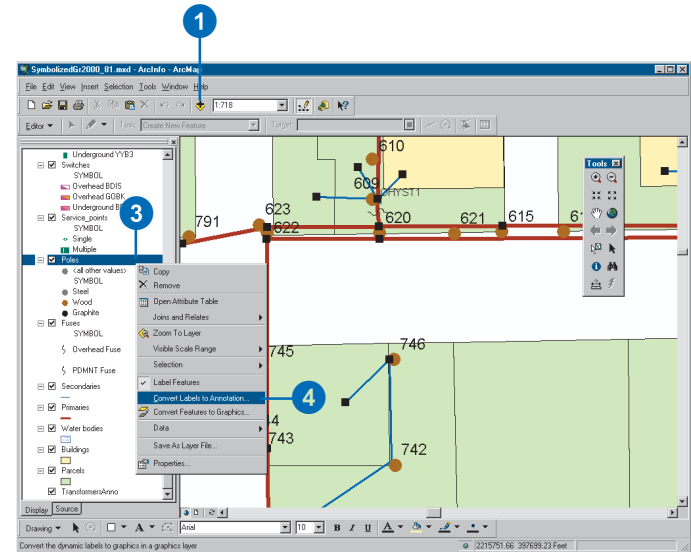 1
SymbolizedGr2000_81.mxd - ArcInfo - ArcMap
File Edit View Insert Selection Tools Window Help
1:718
Editor Task: Create New Feature Target:
Underground YYB3
Switches
SYMBOL
Overhead BDIS
Overhead GOBK
Underground
Service_points
SYMBOL
Single
Multiple
Poles
<all other values>
SYMBOL
Steel
Wood
Graphite
Fuses
SYMBOL
Overhead Fuse
PDMNT Fuse
Secondaries
Primaries
Water bodies
Buildings
Parcels
TransformersAnno
Display Source
3
Copy
Remove
Open Attribute Table
Joins and Relates
Zoom To Layer
Visible Scale Range
Selection
Label Features
Convert Labels to Annotation...
Convert Features to Graphics...
Data
Save As Layer File...
Properties...
4
610
609
CHYST1
791
623
622
620
621
615
61
745
746
4
743
742
Tools
Drawing Arial 10 B I U A
Convert the dynamic labels to graphics in a graphics layer
2215751.66 397699.23 Feet